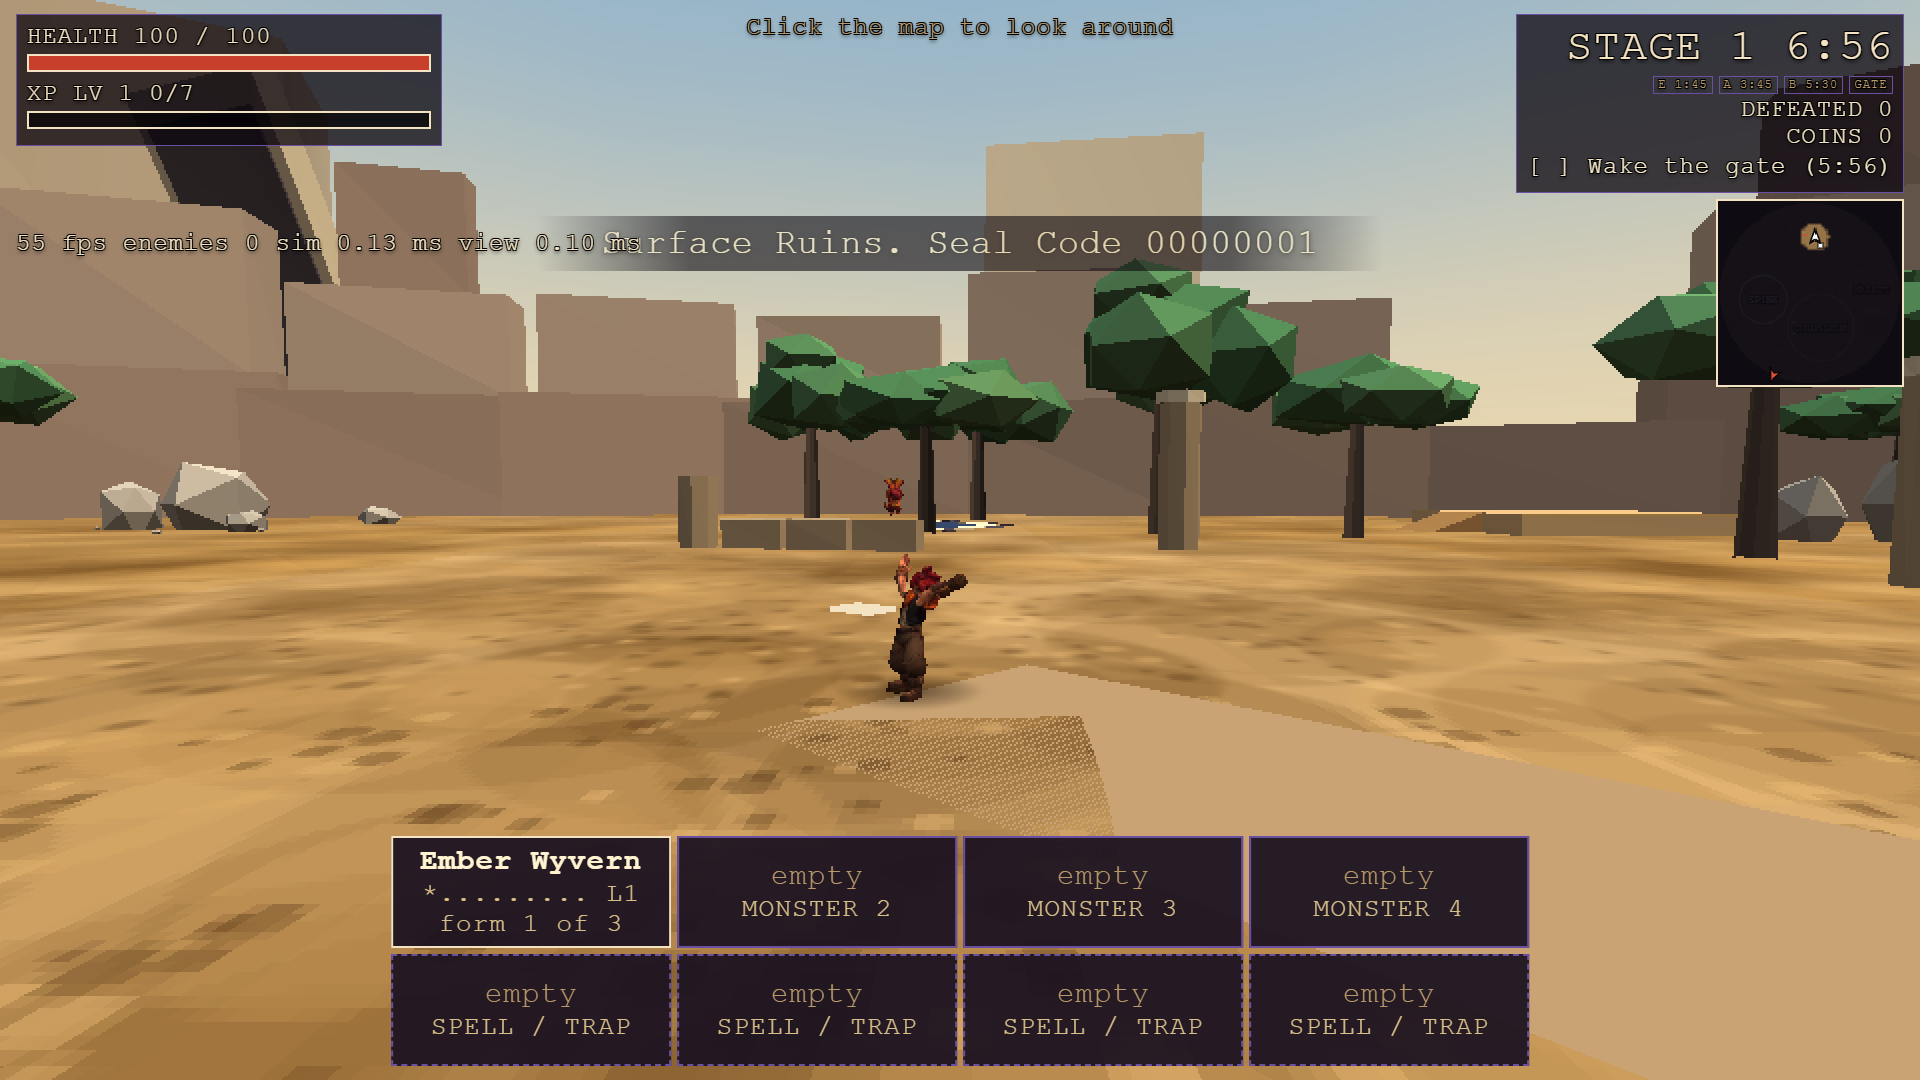 HEALTH 100 / 100
XP LV 1 0/7
Click the map to look around
STAGE 1 6:56
E 1:45 A 3:45 B 5:30 GATE
DEFEATED 0
COINS 0
[ ] Wake the gate (5:56)
55 fps enemies 0 sim 0.13 ms view 0.10 ms
Surface Ruins. Seal Code 00000001
Ember Wyvern
*......... L1
form 1 of 3
empty
MONSTER 2
empty
MONSTER 3
empty
MONSTER 4
empty
SPELL / TRAP
empty
SPELL / TRAP
empty
SPELL / TRAP
empty
SPELL / TRAP